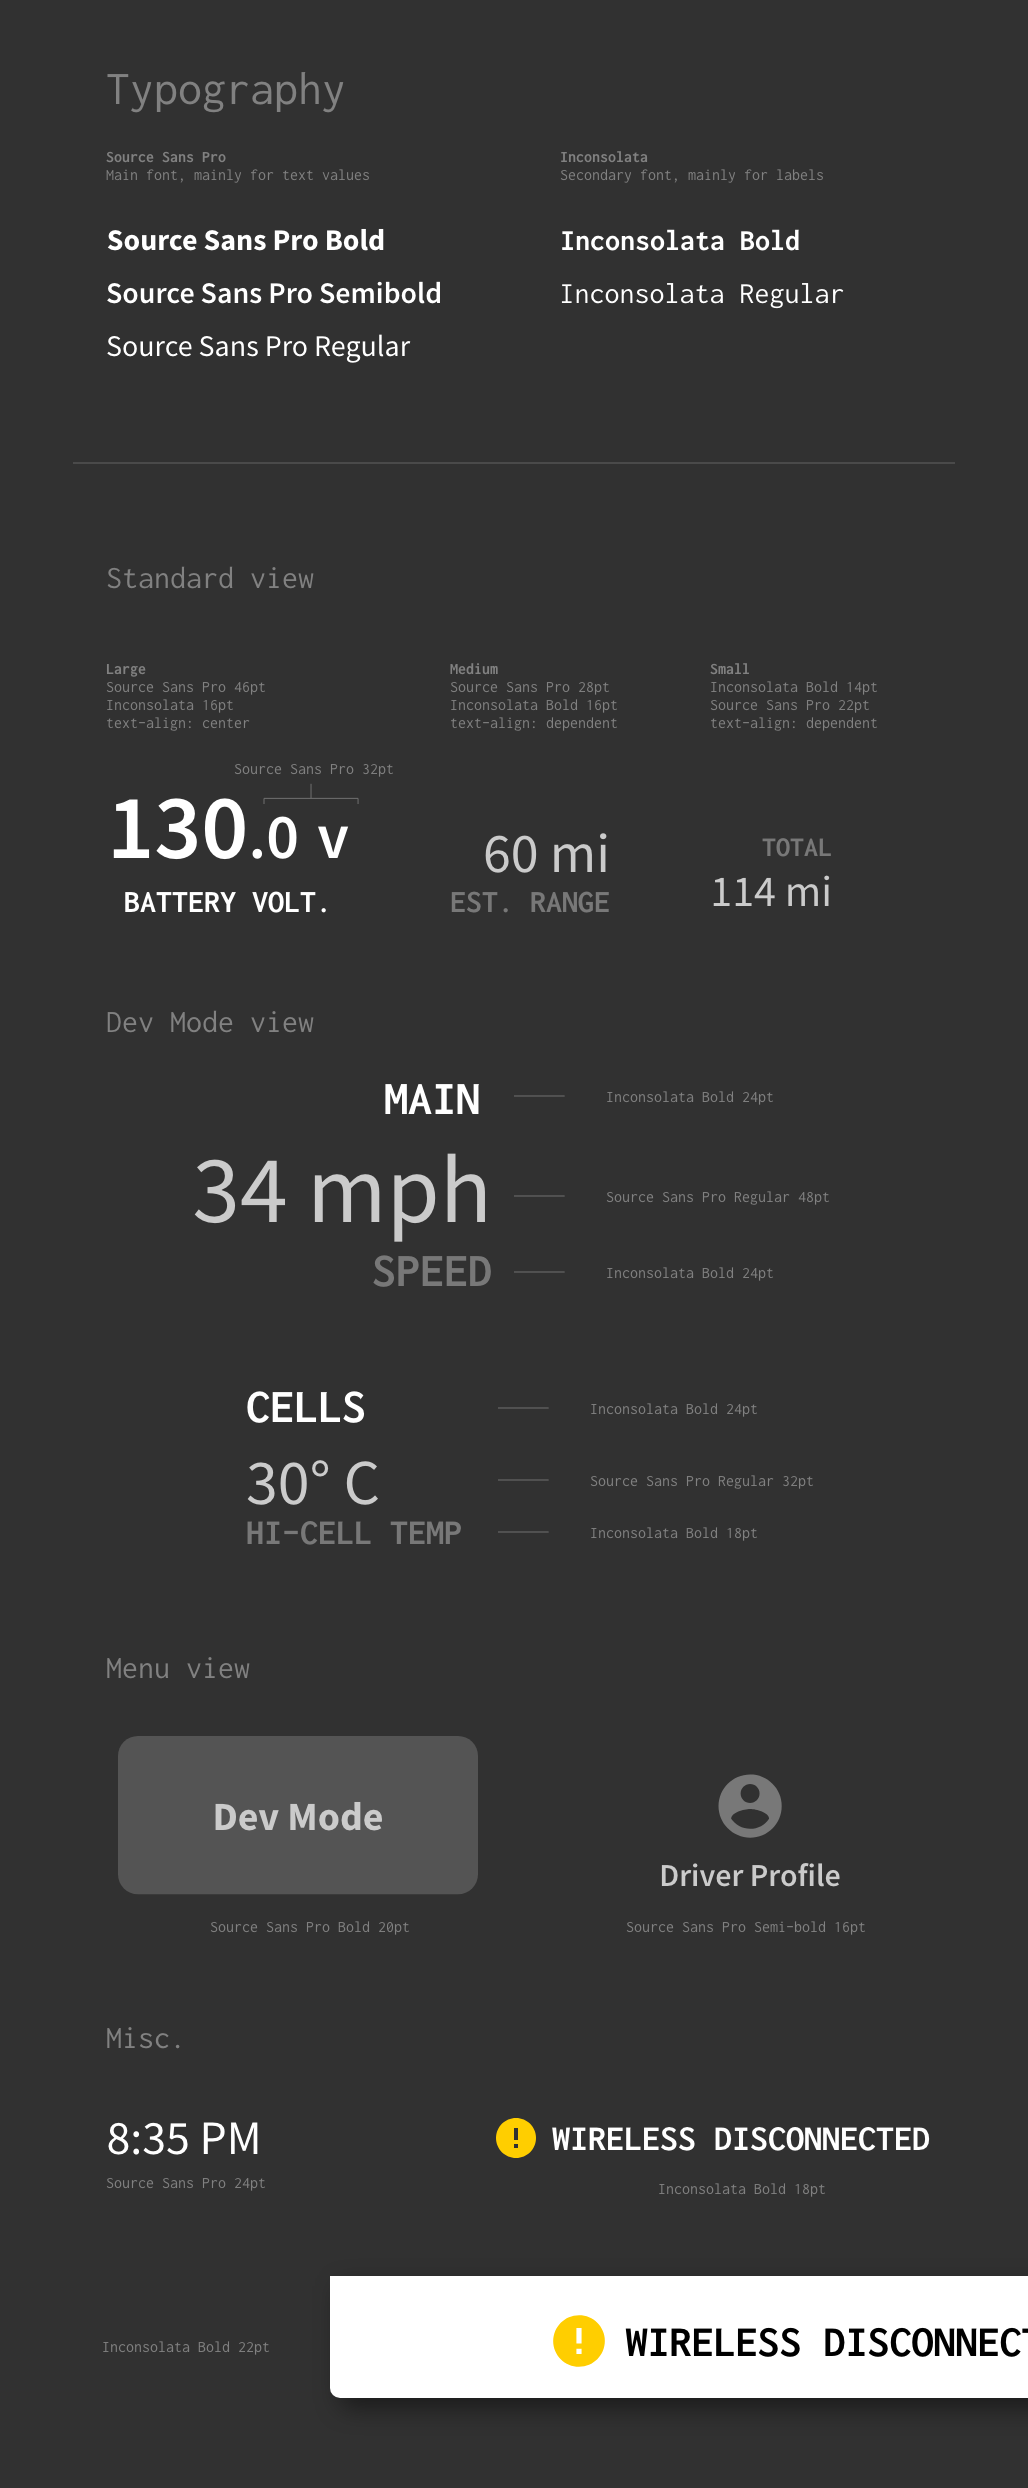 Typography
Source Sans Pro
Main font, mainly for text values
Inconsolata
Secondary font, mainly for labels
Source Sans Pro Bold
Source Sans Pro Semibold
Source Sans Pro Regular
Inconsolata Bold
Inconsolata Regular
Standard view
Large
Source Sans Pro 46pt
Inconsolata 16pt
text-align: center
Medium
Source Sans Pro 28pt
Inconsolata Bold 16pt
text-align: dependent
Small
Inconsolata Bold 14pt
Source Sans Pro 22pt
text-align: dependent
Source Sans Pro 32pt
130.0 V
BATTERY VOLT.
60 mi
EST. RANGE
TOTAL
114 mi
Dev Mode view
MAIN
Inconsolata Bold 24pt
34 mph
Source Sans Pro Regular 48pt
SPEED
Inconsolata Bold 24pt
CELLS
Inconsolata Bold 24pt
30° C
Source Sans Pro Regular 32pt
HI-CELL TEMP
Inconsolata Bold 18pt
Menu view
Dev Mode
Source Sans Pro Bold 20pt
Driver Profile
Source Sans Pro Semi-bold 16pt
Misc.
8:35 PM
Source Sans Pro 24pt
WIRELESS DISCONNECTED
Inconsolata Bold 18pt
Inconsolata Bold 22pt
WIRELESS DISCONNECT